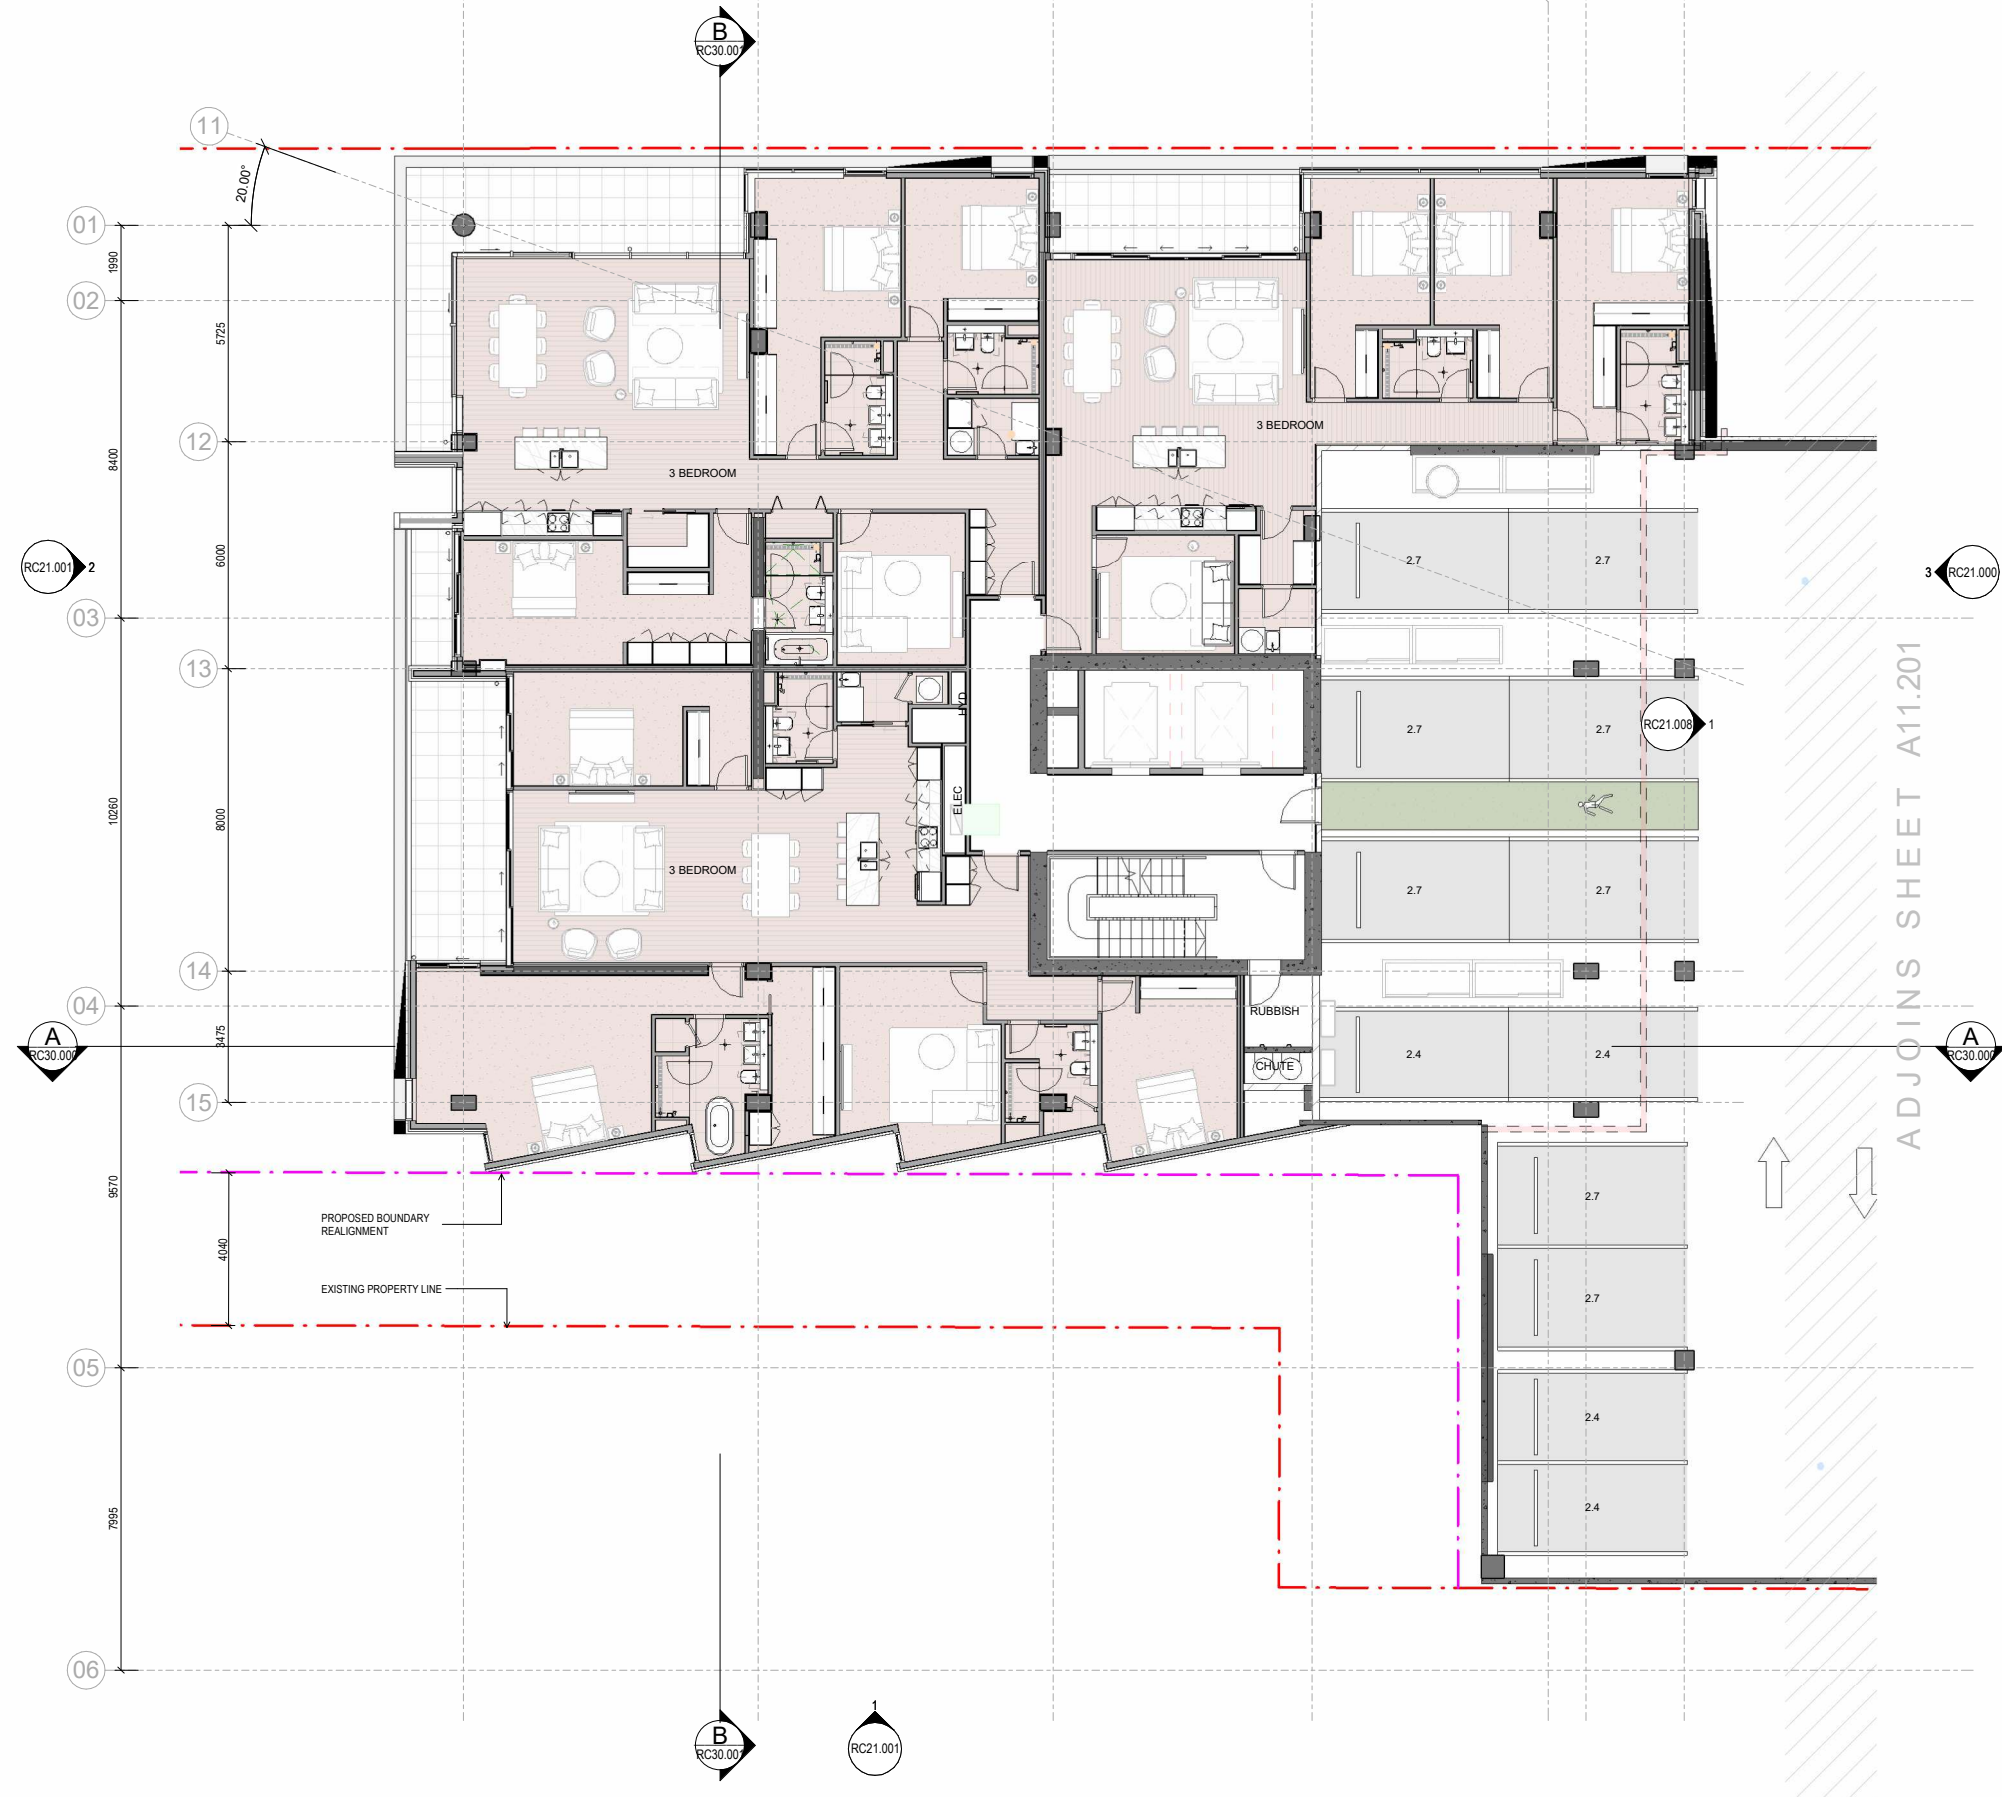 B
RC30.001
11
20.00°
01
1990
02
5725
12
8400
3 BEDROOM
3 BEDROOM
RC21.001
2
6000
2.7
2.7
3
RC21.000
03
13
HYD
2.7
2.7
RC21.008
1
10260
8000
ELEC
3 BEDROOM
2.7
2.7
ADJOINS SHEET A11.201
14
04
RUBBISH
A
RC30.000
3475
2.4
2.4
A
RC30.000
CHUTE
15
9570
2.7
PROPOSED BOUNDARY
REALIGNMENT
4040
EXISTING PROPERTY LINE
2.7
05
2.4
7995
2.4
06
B
RC30.001
1
RC21.001